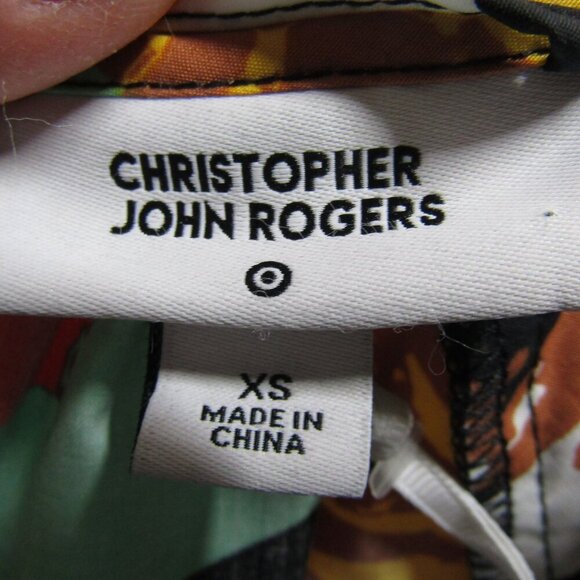 CHRISTOPHER
JOHN ROGERS
XS
MADE IN
CHINA